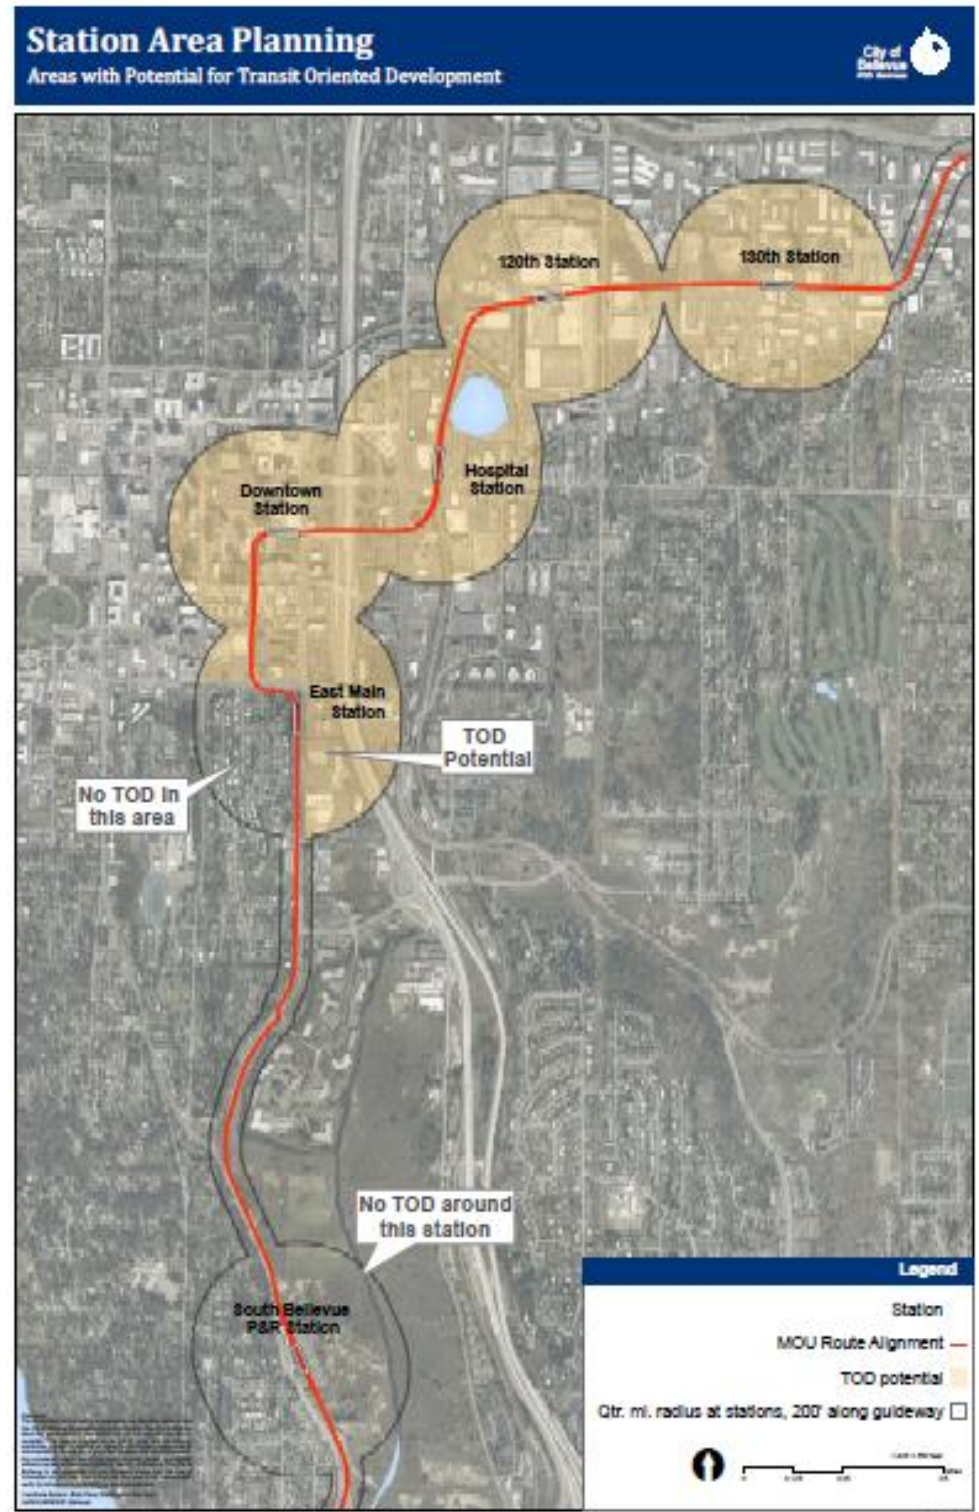 Station Area Planning
Areas with Potential for Transit Oriented Development
City of
Bellevue
120th Station
130th Station
Hospital
Station
Downtown
Station
East Main
Station
TOD
Potential
No TOD in
this area
No TOD around
this station
South Bellevue
P&R Station
Legend
Station
MOU Route Alignment
TOD potential
Qtr. mi. radius at stations, 200' along guideway